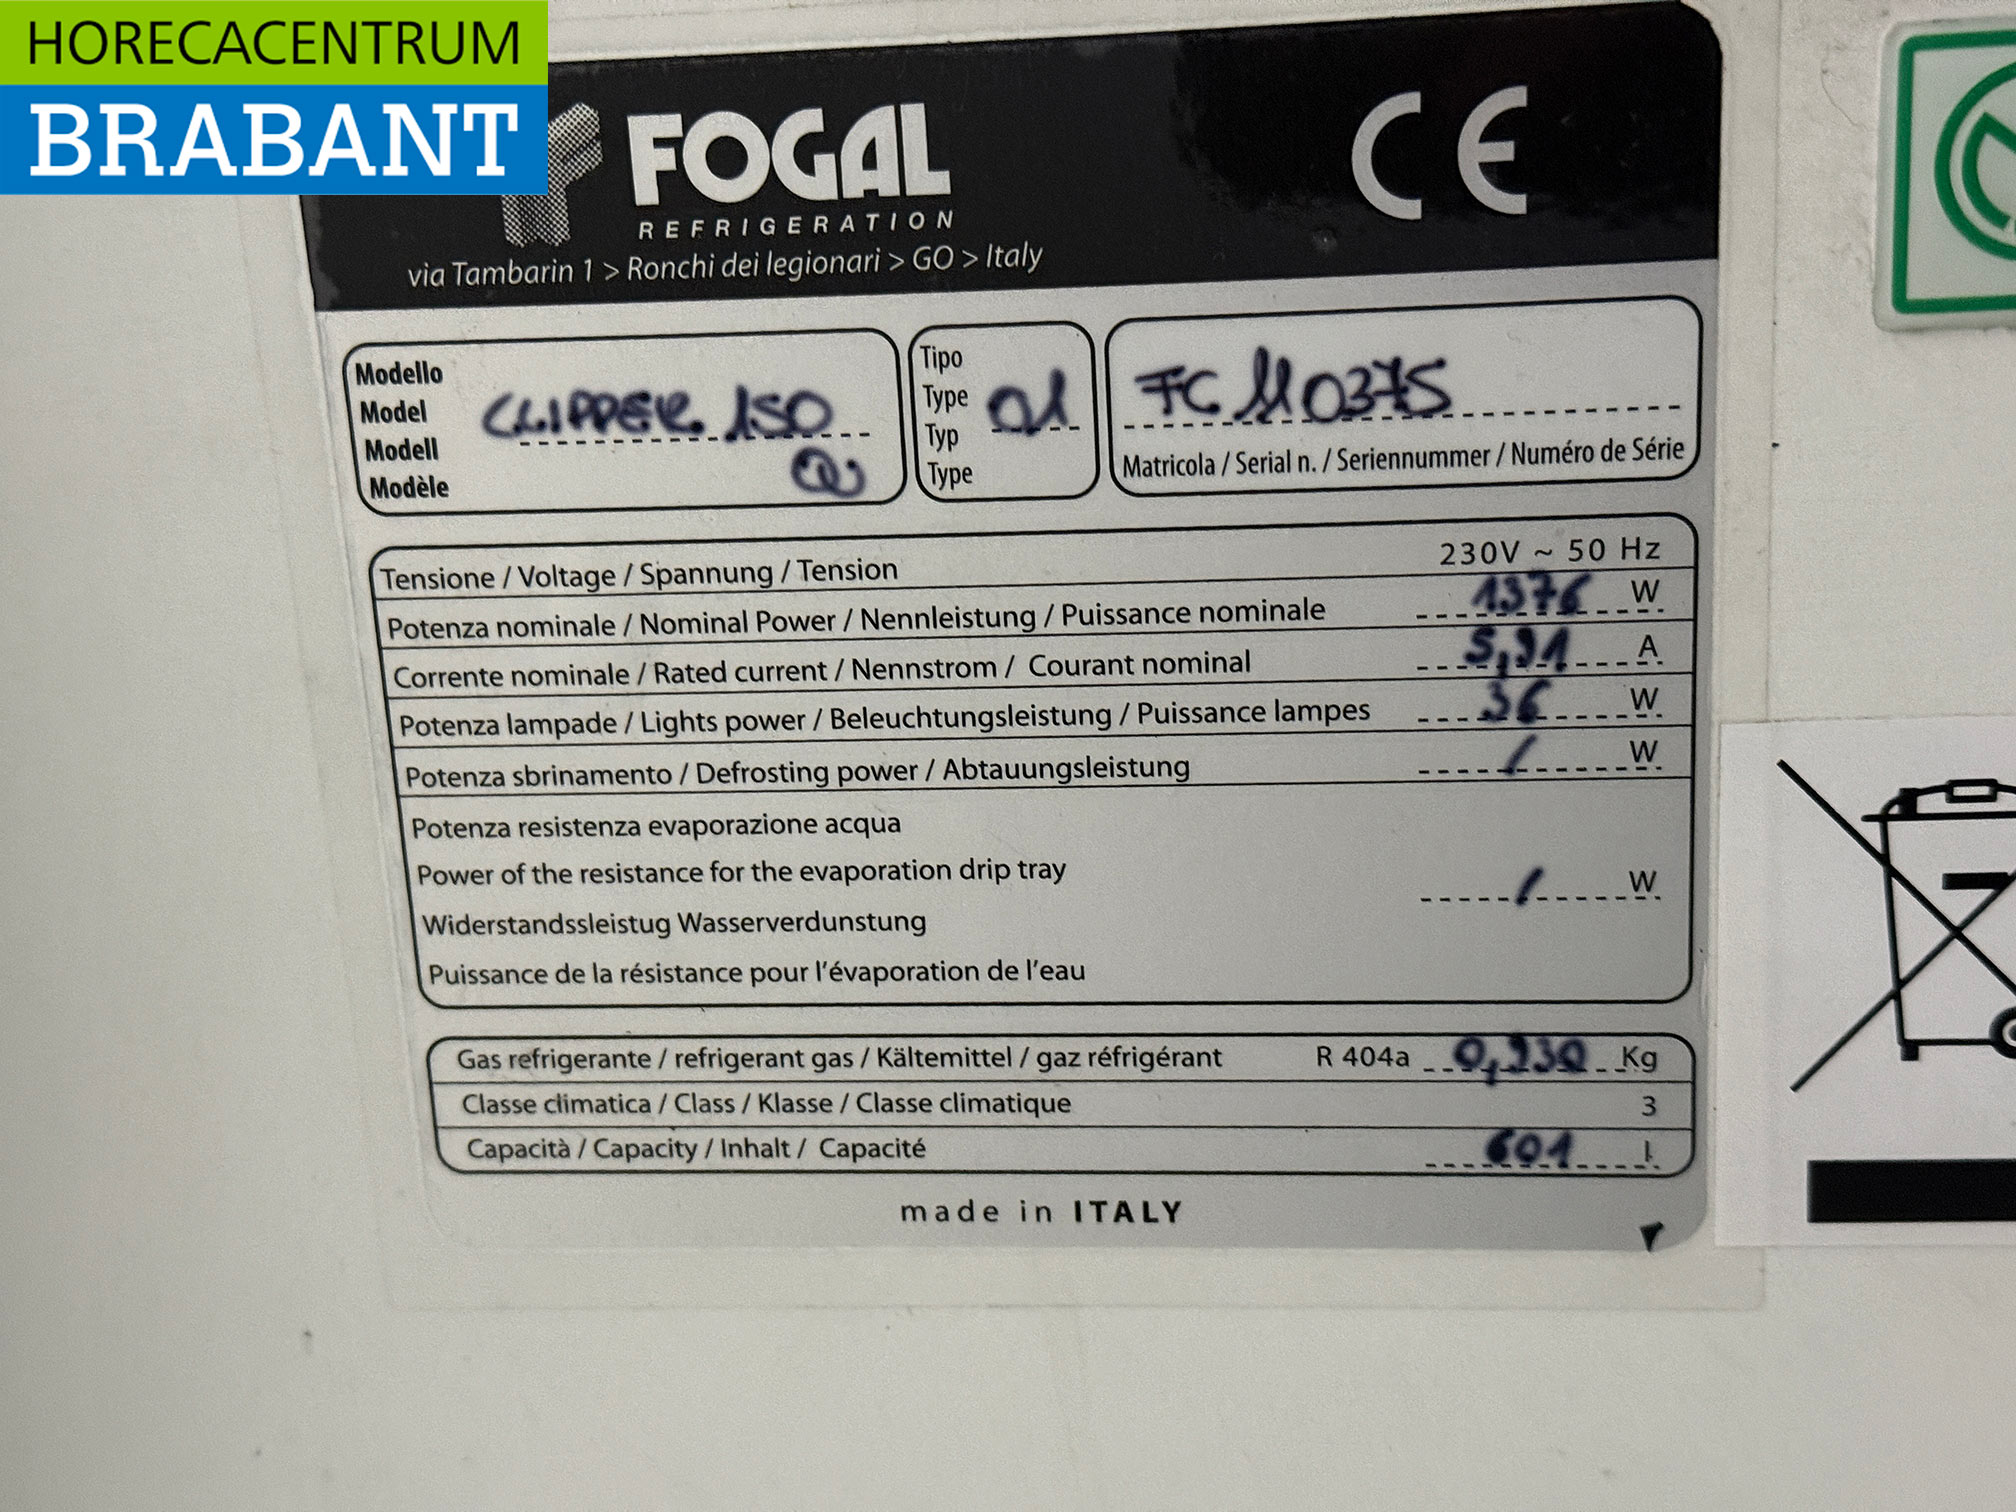 HORECACENTRUM
BRABANT
FOGAL
REFRIGERATION
via Tambarin 1 > Ronchi dei legionari > GO > Italy
CE
Modello
Model
Modell
Modèle
CLIPPER 150
Tipo
Type
Typ
Type
01
FC 110375
Matricola / Serial n. / Seriennummer / Numéro de Série
Tensione / Voltage / Spannung / Tension 230V ~ 50 Hz
Potenza nominale / Nominal Power / Nennleistung / Puissance nominale 1376 W
Corrente nominale / Rated current / Nennstrom / Courant nominal 5,91 A
Potenza lampade / Lights power / Beleuchtungsleistung / Puissance lampes 36 W
Potenza sbrinamento / Defrosting power / Abtauungsleistung / W
Potenza resistenza evaporazione acqua
Power of the resistance for the evaporation drip tray / W
Widerstandssleistug Wasserverdunstung
Puissance de la résistance pour l'évaporation de l'eau
Gas refrigerante / refrigerant gas / Kältemittel / gaz réfrigérant R 404a 0,930 Kg
Classe climatica / Class / Klasse / Classe climatique 3
Capacità / Capacity / Inhalt / Capacité 601 l
made in ITALY